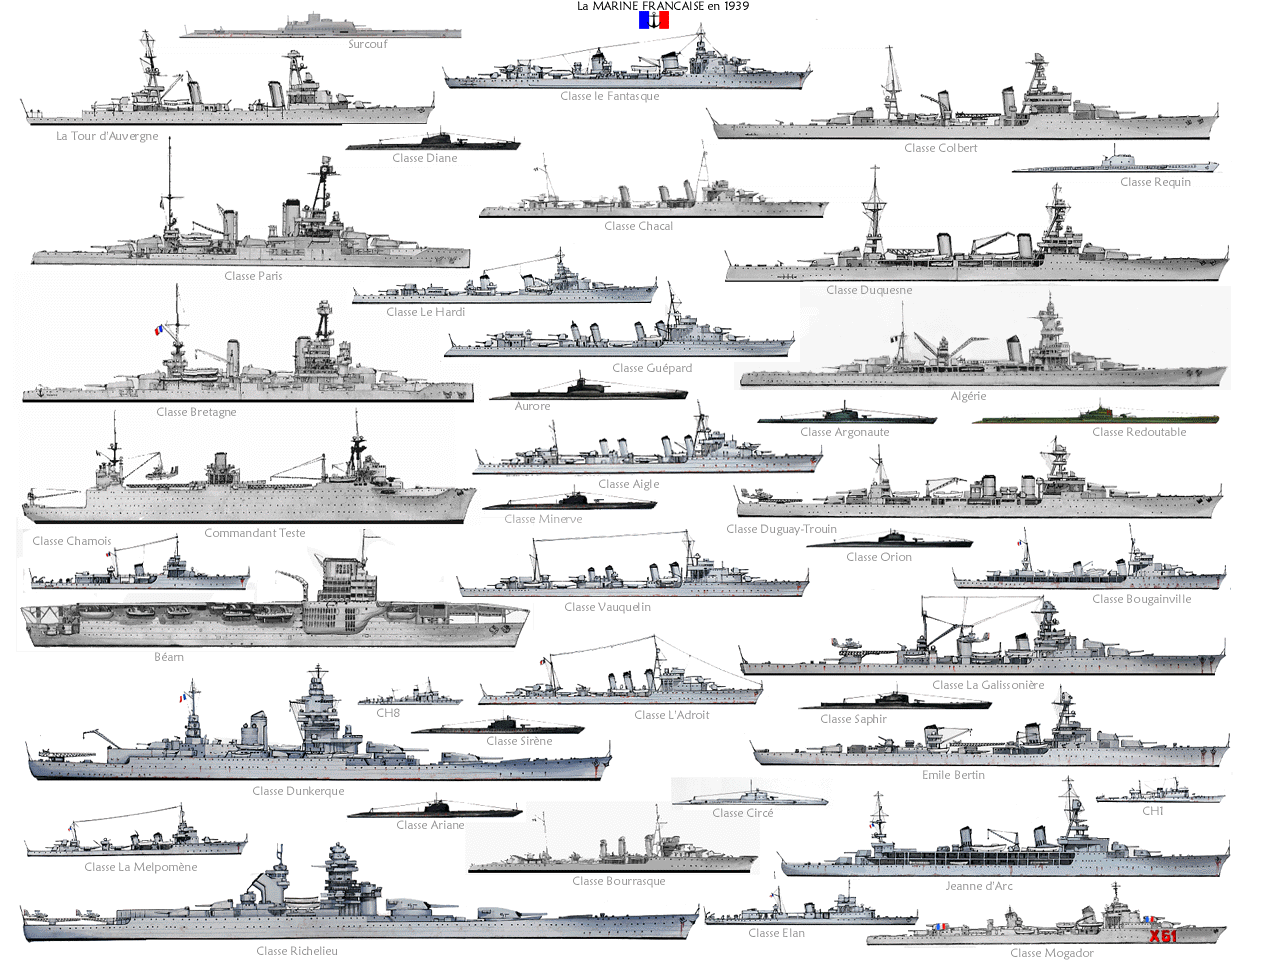 La MARINE FRANCAISE en 1939
Surcouf
Classe le Fantasque
La Tour d'Auvergne
Classe Colbert
Classe Diane
Classe Requin
Classe Chacal
Classe Paris
Classe Duquesne
Classe Le Hardi
Classe Guépard
Algérie
Aurore
Classe Bretagne
Classe Argonaute
Classe Redoutable
Classe Aigle
Classe Minerve
Classe Duguay-Trouin
Commandant Teste
Classe Chamois
Classe Orion
Classe Vauquelin
Classe Bougainville
Béarn
Classe La Galissonière
CH8
Classe L'Adroit
Classe Saphir
Classe Sirène
Emile Bertin
Classe Dunkerque
Classe Circé
CH1
Classe Ariane
Classe La Melpomène
Classe Bourrasque
Jeanne d'Arc
Classe Elan
X61
Classe Richelieu
Classe Mogador